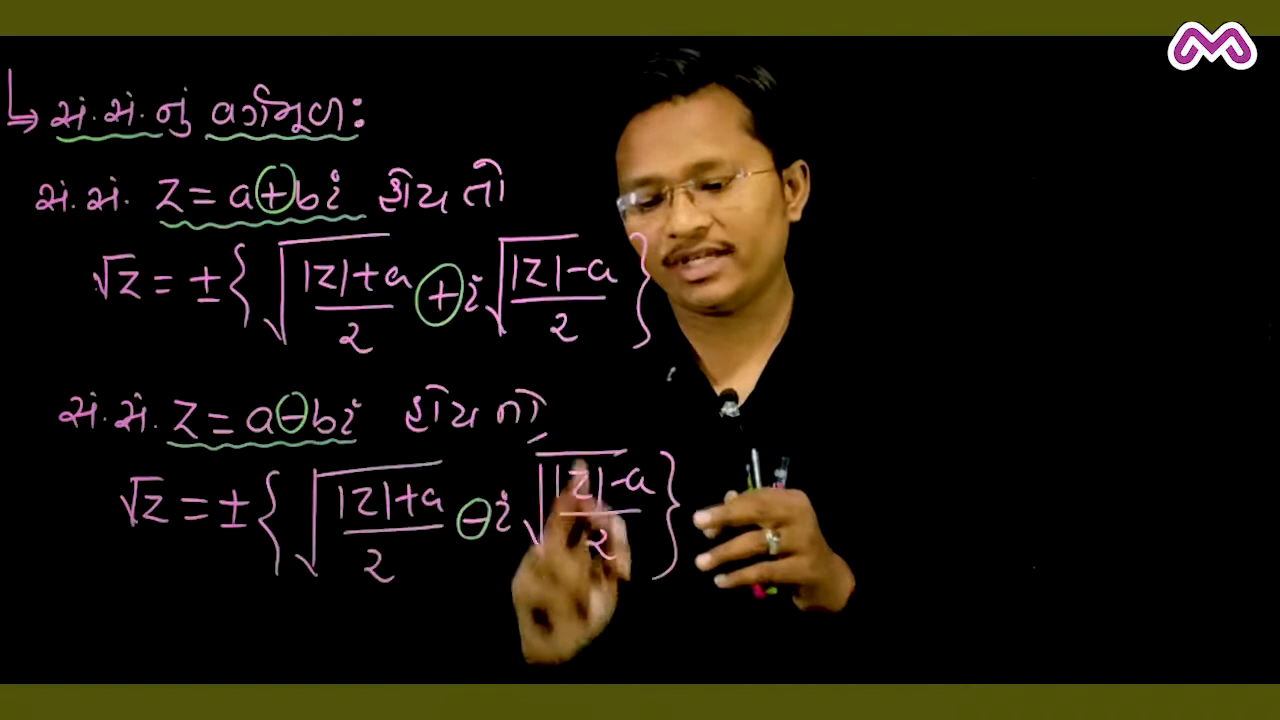 ↳ સં.સં.નું વર્ગમૂળ:
સં.સં. z = a + bi હોય તો
√z = ± { √((|z|+a)/2) + i √((|z|-a)/2) }
સં.સં. z = a - bi હોય તો
√z = ± { √((|z|+a)/2) - i √((|z|-a)/2) }